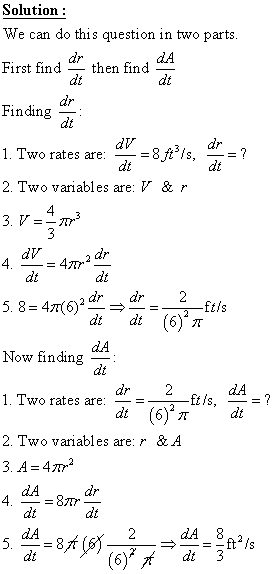 Solution :
We can do this question in two parts.
First find dr/dt then find dA/dt
Finding dr/dt :
1. Two rates are: dV/dt = 8 ft³/s, dr/dt = ?
2. Two variables are: V & r
3. V = 4/3 πr³
4. dV/dt = 4πr² dr/dt
5. 8 = 4π(6)² dr/dt ⇒ dr/dt = 2/((6)² π) ft/s
Now finding dA/dt :
1. Two rates are: dr/dt = 2/((6)² π) ft/s, dA/dt = ?
2. Two variables are: r & A
3. A = 4πr²
4. dA/dt = 8πr dr/dt
5. dA/dt = 8 π (6) 2/((6)² π) ⇒ dA/dt = 8/3 ft²/s